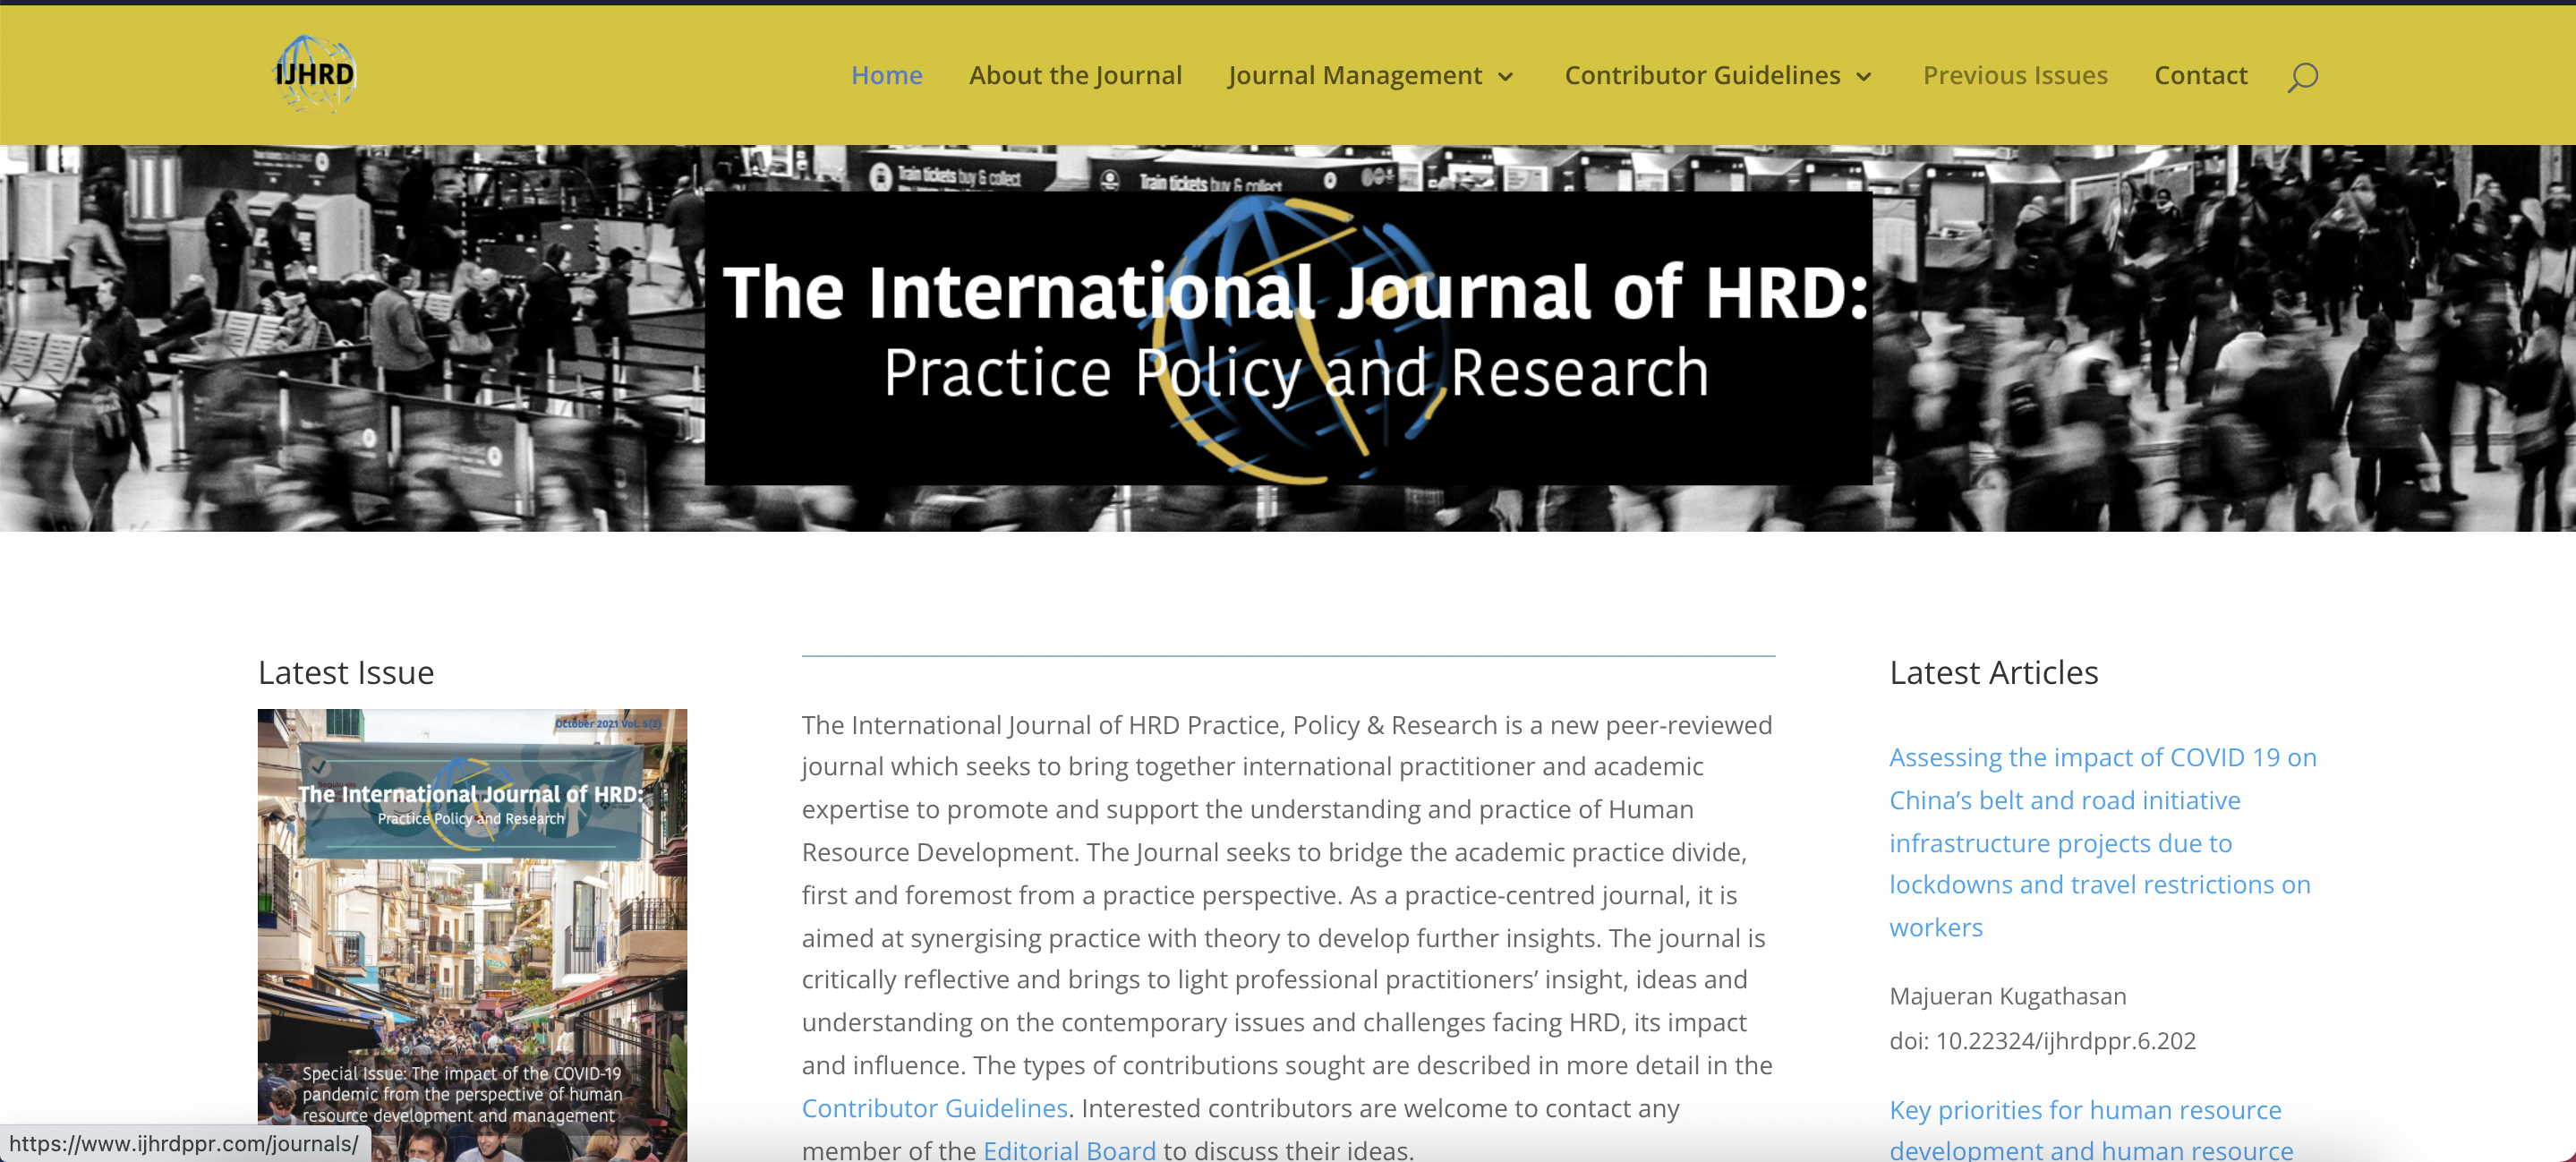 IJHRD
Home
About the Journal
Journal Management
Contributor Guidelines
Previous Issues
Contact
Train tickets buy & collect
Train tickets buy & collect
The International Journal of HRD:
Practice Policy and Research
Latest Issue
October 2021 Vol. 5(2)
The International Journal of HRD:
Practice Policy and Research
Special Issue: The impact of the COVID-19
pandemic from the perspective of human
resource development and management
The International Journal of HRD Practice, Policy & Research is a new peer-reviewed
journal which seeks to bring together international practitioner and academic
expertise to promote and support the understanding and practice of Human
Resource Development. The Journal seeks to bridge the academic practice divide,
first and foremost from a practice perspective. As a practice-centred journal, it is
aimed at synergising practice with theory to develop further insights. The journal is
critically reflective and brings to light professional practitioners’ insight, ideas and
understanding on the contemporary issues and challenges facing HRD, its impact
and influence. The types of contributions sought are described in more detail in the
Contributor Guidelines. Interested contributors are welcome to contact any
member of the Editorial Board to discuss their ideas.
Latest Articles
Assessing the impact of COVID 19 on
China’s belt and road initiative
infrastructure projects due to
lockdowns and travel restrictions on
workers
Majueran Kugathasan
doi: 10.22324/ijhrdppr.6.202
Key priorities for human resource
development and human resource
https://www.ijhrdppr.com/journals/